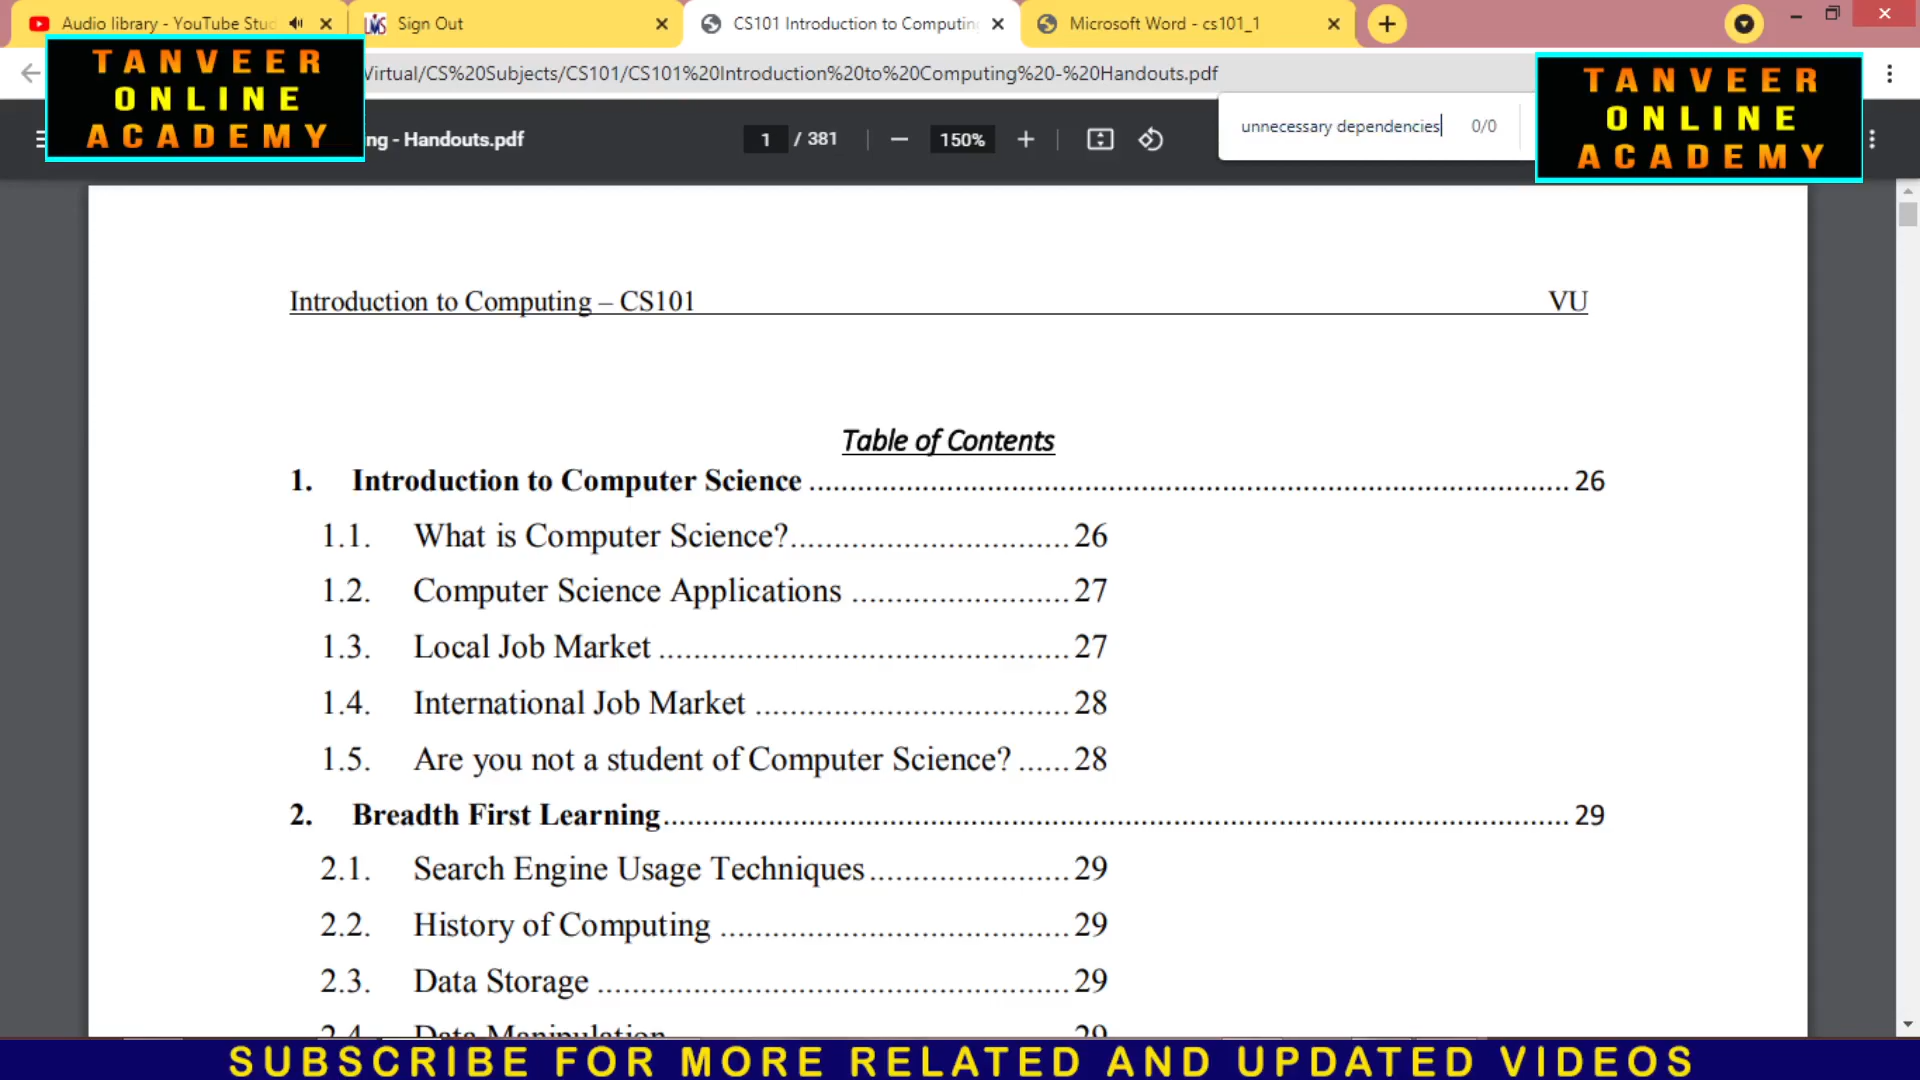 Audio library - YouTube Stud
Sign Out
CS101 Introduction to Computin
Microsoft Word - cs101_1
TANVEER
ONLINE
ACADEMY
Virtual/CS%20Subjects/CS101/CS101%20Introduction%20to%20Computing%20-%20Handouts.pdf
TANVEER
ONLINE
ACADEMY
ng - Handouts.pdf
1 / 381
150%
unnecessary dependencies 0/0
Introduction to Computing – CS101 VU
Table of Contents
1. Introduction to Computer Science 26
1.1. What is Computer Science? 26
1.2. Computer Science Applications 27
1.3. Local Job Market 27
1.4. International Job Market 28
1.5. Are you not a student of Computer Science? 28
2. Breadth First Learning 29
2.1. Search Engine Usage Techniques 29
2.2. History of Computing 29
2.3. Data Storage 29
2.4. Data Manipulation 29
SUBSCRIBE FOR MORE RELATED AND UPDATED VIDEOS